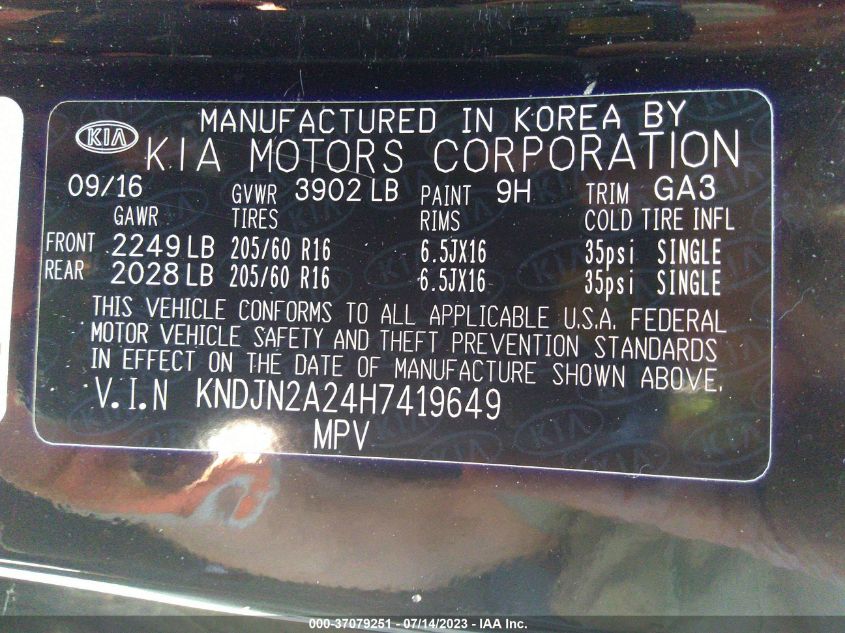 MANUFACTURED IN KOREA BY
KIA KIA MOTORS CORPORATION
09/16 GVWR 3902 LB PAINT 9H TRIM GA3
GAWR TIRES RIMS COLD TIRE INFL
FRONT 2249 LB 205/60 R16 6.5JX16 35psi SINGLE
REAR 2028 LB 205/60 R16 6.5JX16 35psi SINGLE
THIS VEHICLE CONFORMS TO ALL APPLICABLE U.S.A. FEDERAL
MOTOR VEHICLE SAFETY AND THEFT PREVENTION STANDARDS
IN EFFECT ON THE DATE OF MANUFACTURE SHOWN ABOVE.
V.I.N KNDJN2A24H7419649
MPV
000-37079251 - 07/14/2023 - IAA Inc.